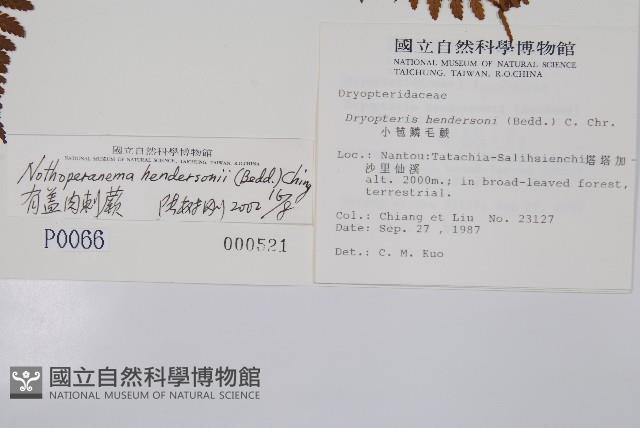 國立自然科學博物館
NATIONAL MUSEUM OF NATURAL SCIENCE
TAICHUNG, TAIWAN, R.O.CHINA
Dryopteridaceae
Dryopteris hendersoni (Bedd.) C. Chr.
小苞鱗毛蕨
Loc.: Nantou:Tatachia-Salihsienchi塔塔加-
沙里仙溪
alt. 2000m.; in broad-leaved forest,
terrestrial.
Col.: Chiang et Liu No. 23127
Date: Sep. 27 , 1987
Det.: C. M. Kuo
國立自然科學博物館
NATIONAL MUSEUM OF NATURAL SCIENCE, TAICHUNG, TAIWAN, R.O.CHINA
Nothoperanema hendersonii (Bedd.) Ching
有盖肉刺蕨 2002
P0066 000521
國立自然科學博物館
NATIONAL MUSEUM OF NATURAL SCIENCE